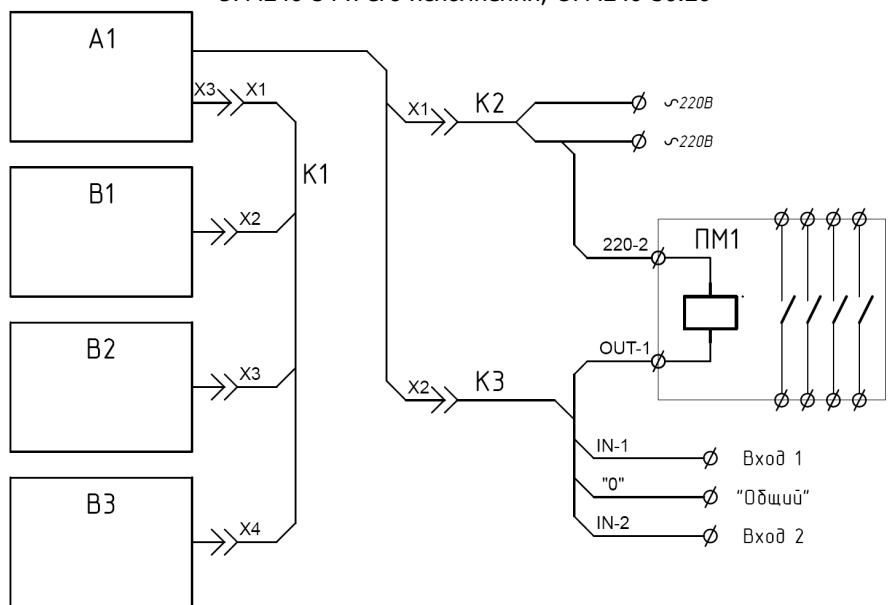 A1
X3
X1
K1
B1
X2
B2
X3
B3
X4
X1
K2
∿220В
∿220В
220-2
ПМ1
OUT-1
X2
K3
IN-1
Вход 1
"0"
"Общий"
IN-2
Вход 2